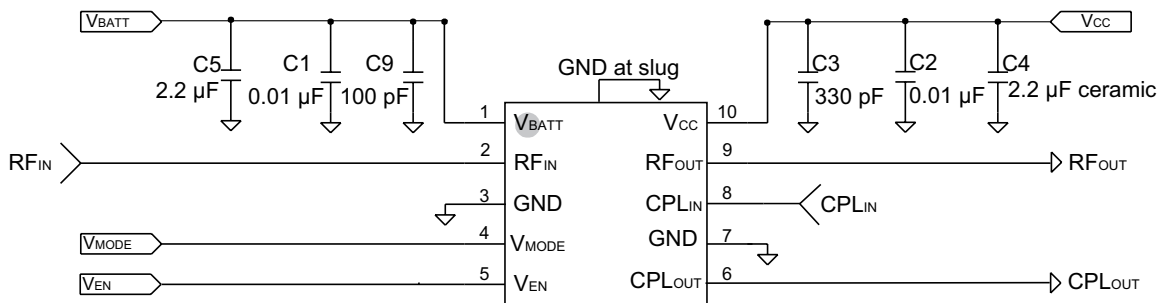 VBATT
VCC
C5
2.2 µF
C1
0.01 µF
C9
100 pF
GND at slug
C3
330 pF
C2
0.01 µF
C4
2.2 µF ceramic
1 VBATT
VCC 10
RFIN
2 RFIN
RFOUT 9
RFOUT
3 GND
CPLIN 8
CPLIN
VMODE
4 VMODE
GND 7
VEN
5 VEN
CPLOUT 6
CPLOUT